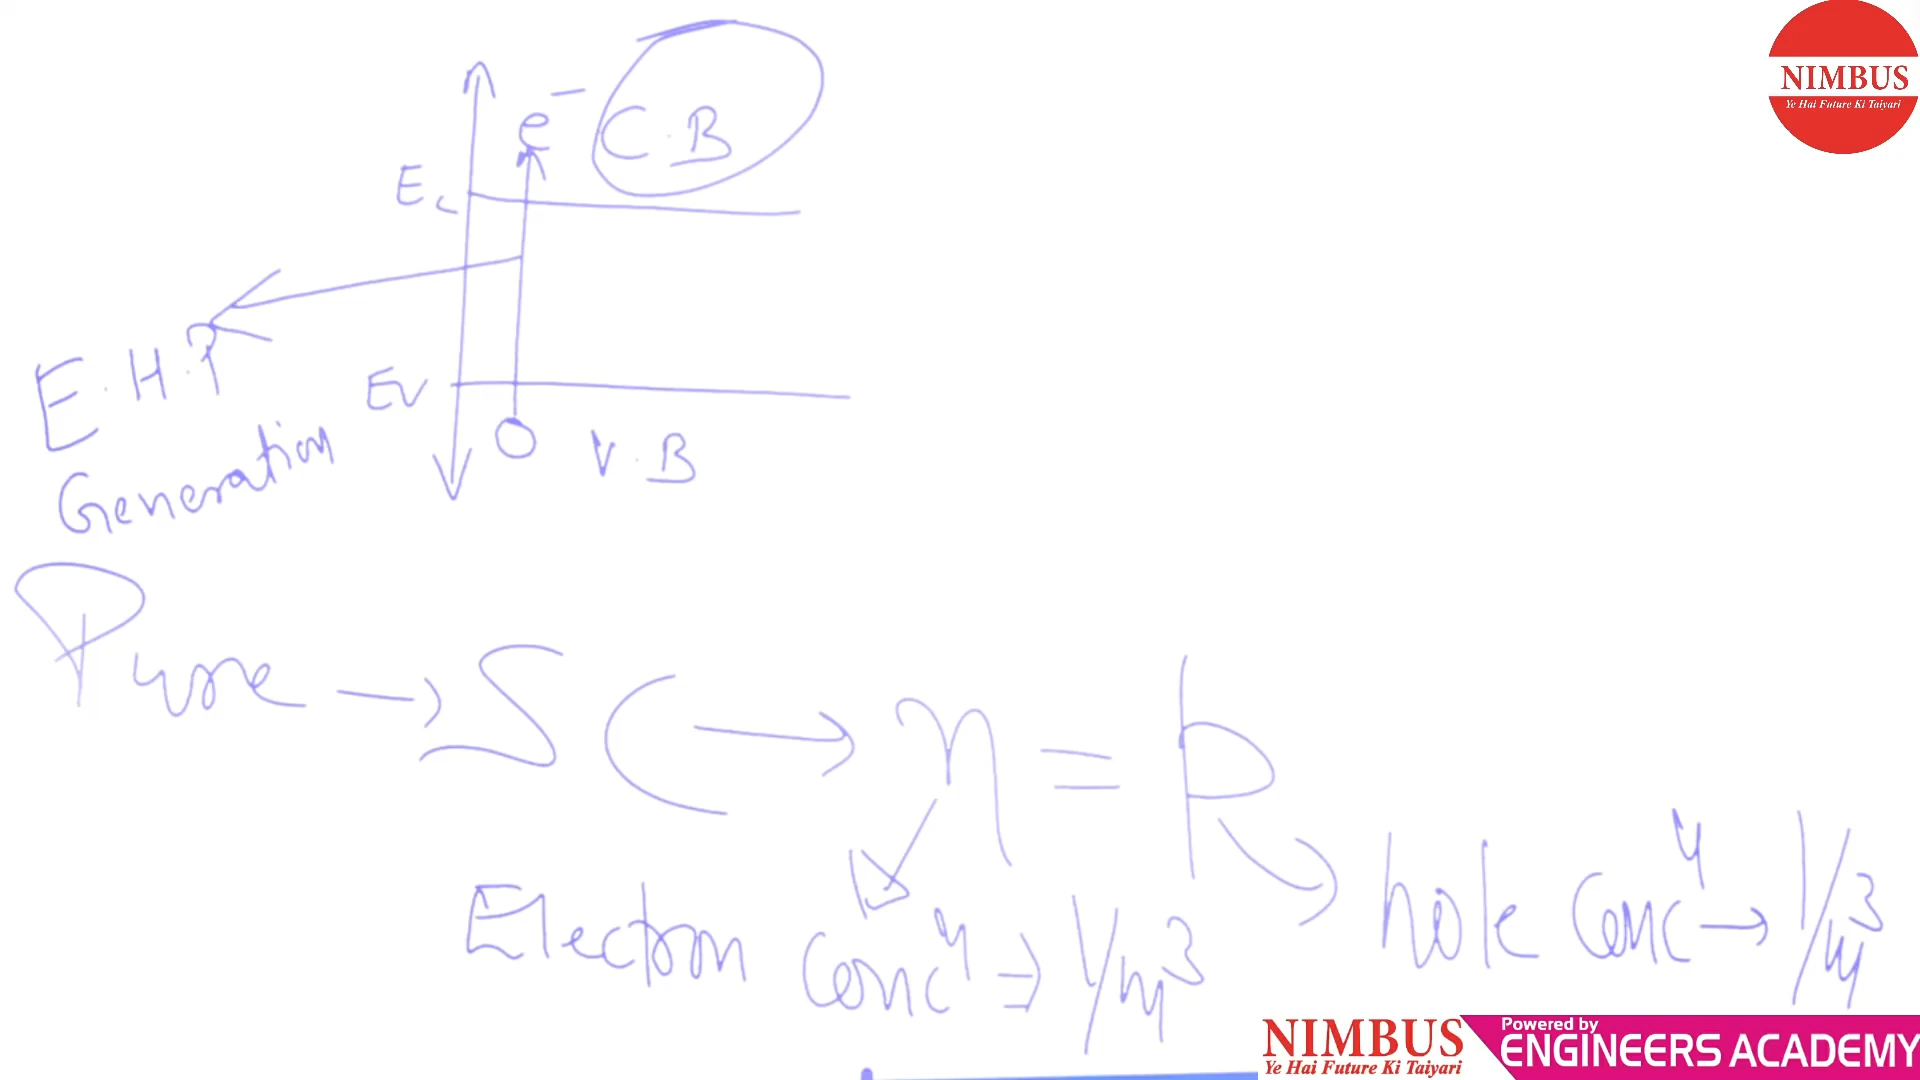 NIMBUS
Ye Hai Future Ki Taiyari
e⁻ C.B
Ec
E.H.P
Generation
Ev
V.B
Pure → SC → n = p
Electron concⁿ → 1/m³
hole concⁿ → 1/m³
NIMBUS
Ye Hai Future Ki Taiyari
Powered by
ENGINEERS ACADEMY